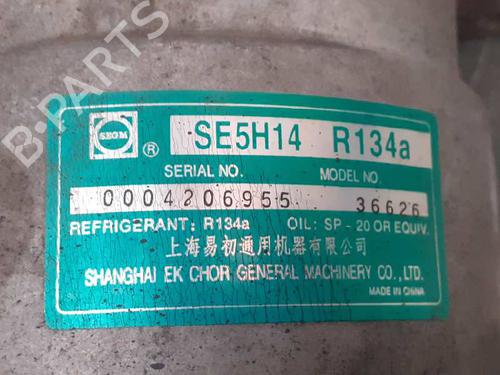 B-PARTS
SEGM ® SE5H14 R134a
SERIAL NO. MODEL NO.
0004206955 36626
REFRIGERANT: R134a OIL: SP-20 OR EQUIV.
上海易初通用机器有限公司
SHANGHAI EK CHOR GENERAL MACHINERY CO., LTD.
MADE IN CHINA